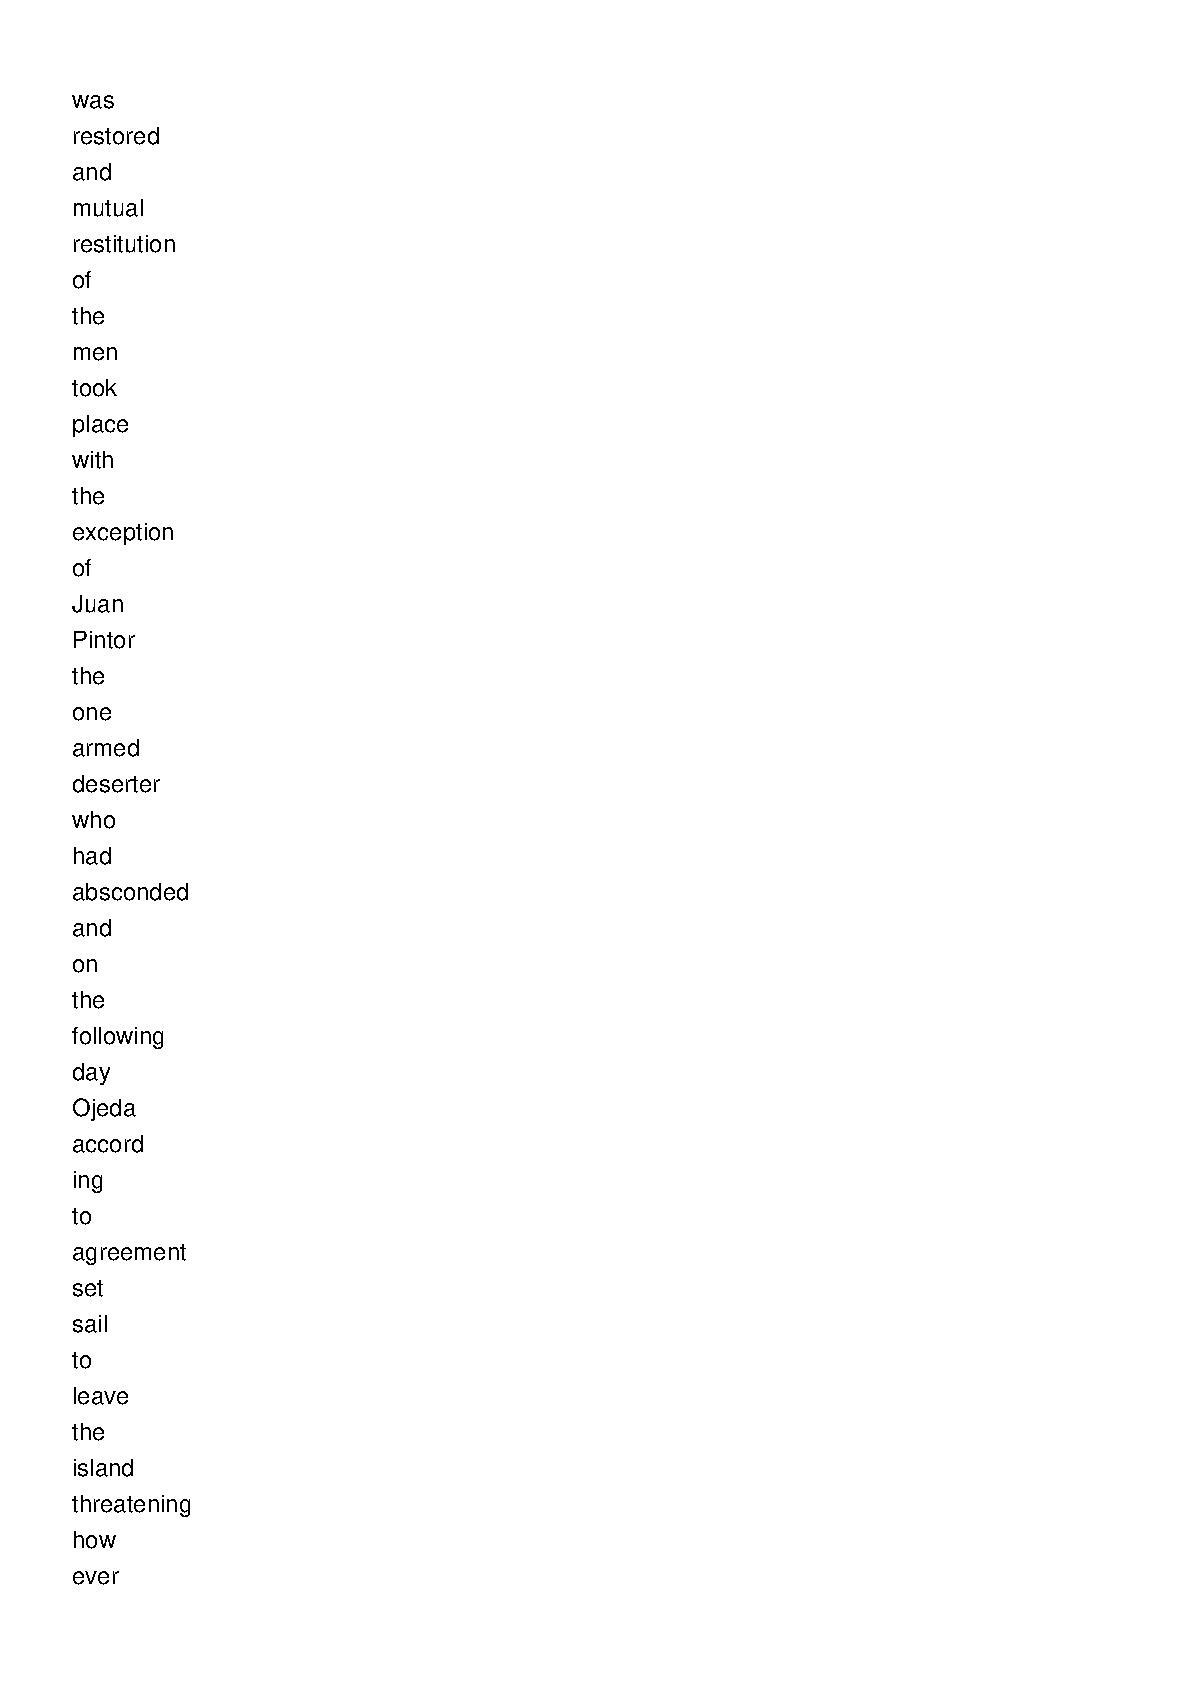 was
restored
and
mutual
restitution
of
the
men
took
place
with
the
exception
of
Juan
Pintor
the
one
armed
deserter
who
had
absconded
and
on
the
following
day
Ojeda
accord
ing
to
agreement
set
sail
to
leave
the
island
threatening
how
ever